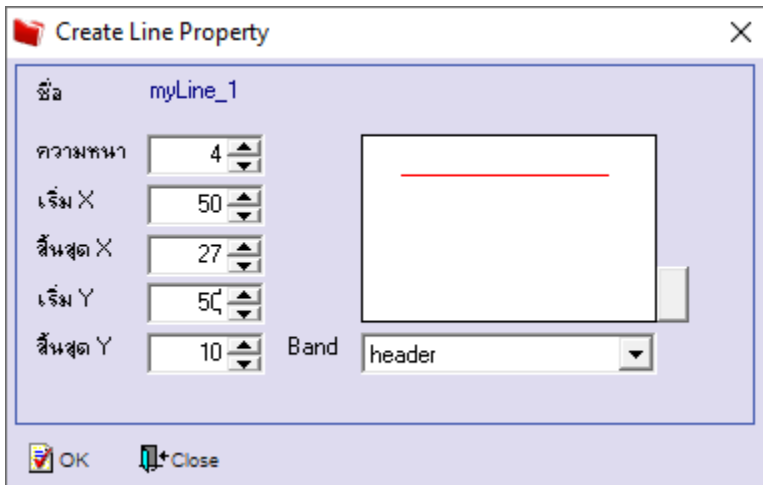 Create Line Property
ชื่อ myLine_1
ความหนา 4
เริ่ม X 50
สิ้นสุด X 27
เริ่ม Y 50
สิ้นสุด Y 10 Band header
OK Close